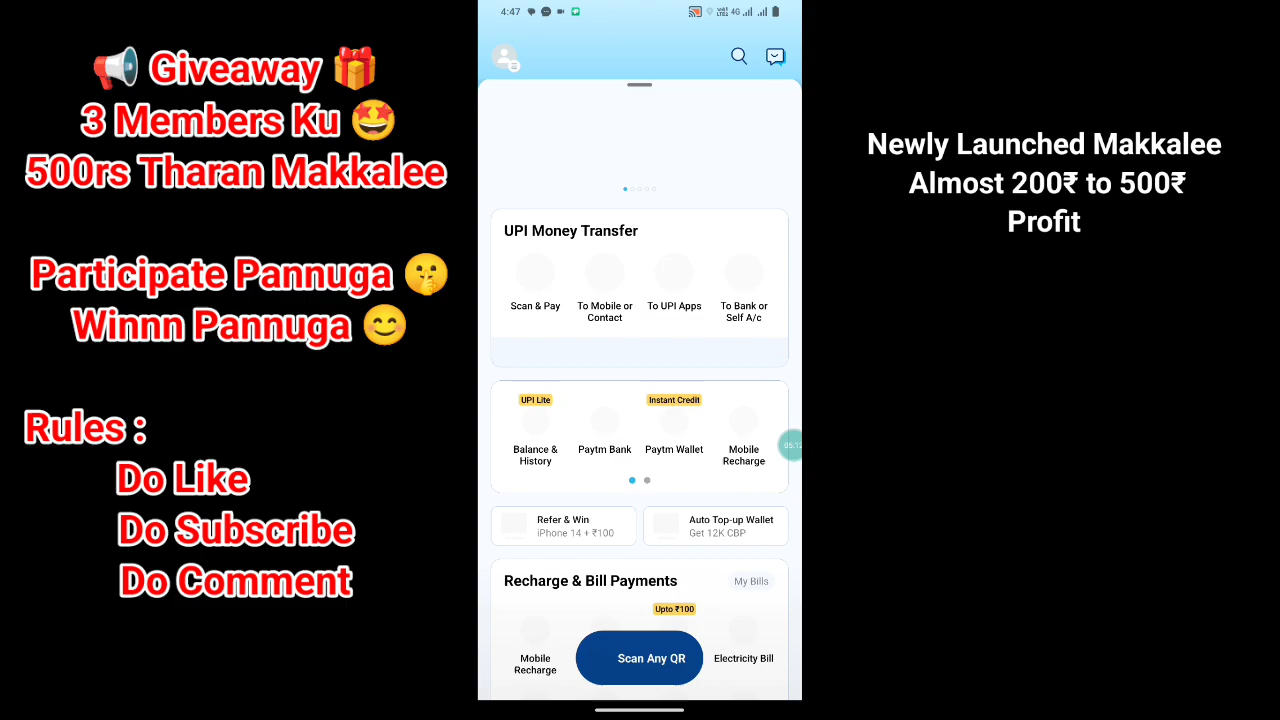 📢 Giveaway 🎁
3 Members Ku 🤩
500rs Tharan Makkalee
Participate Pannuga 🤫
Winnn Pannuga 😊
Rules :
Do Like
Do Subscribe
Do Comment
4:47
4G
UPI Money Transfer
Scan & Pay
To Mobile or
Contact
To UPI Apps
To Bank or
Self A/c
UPI Lite
Instant Credit
Balance &
History
Paytm Bank
Paytm Wallet
Mobile
Recharge
Refer & Win
iPhone 14 + ₹100
Auto Top-up Wallet
Get 12K CBP
Recharge & Bill Payments
My Bills
Upto ₹100
Mobile
Recharge
Scan Any QR
Electricity Bill
Newly Launched Makkalee
Almost 200₹ to 500₹
Profit